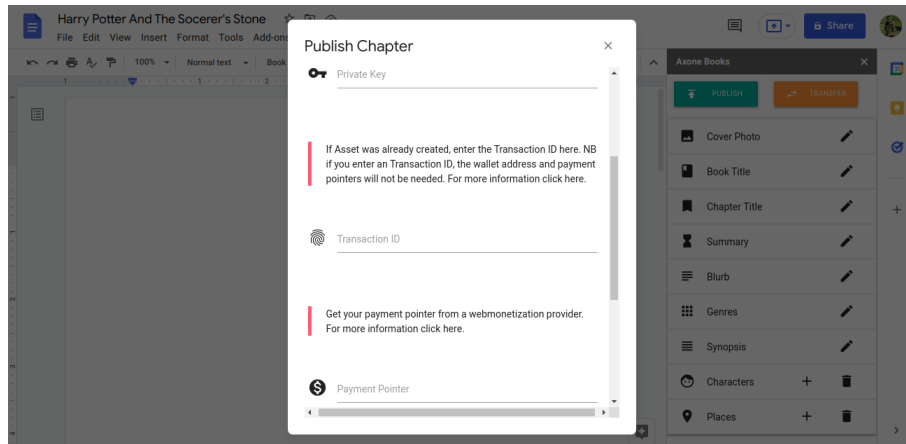 Harry Potter And The Socerer's Stone
File Edit View Insert Format Tools Add-ons
Share
100% Normal text Book
Publish Chapter
Private Key
If Asset was already created, enter the Transaction ID here. NB
if you enter an Transaction ID, the wallet address and payment
pointers will not be needed. For more information click here.
Transaction ID
Get your payment pointer from a webmonetization provider.
For more information click here.
Payment Pointer
Axone Books
PUBLISH TRANSFER
Cover Photo
Book Title
Chapter Title
Summary
Blurb
Genres
Synopsis
Characters
Places